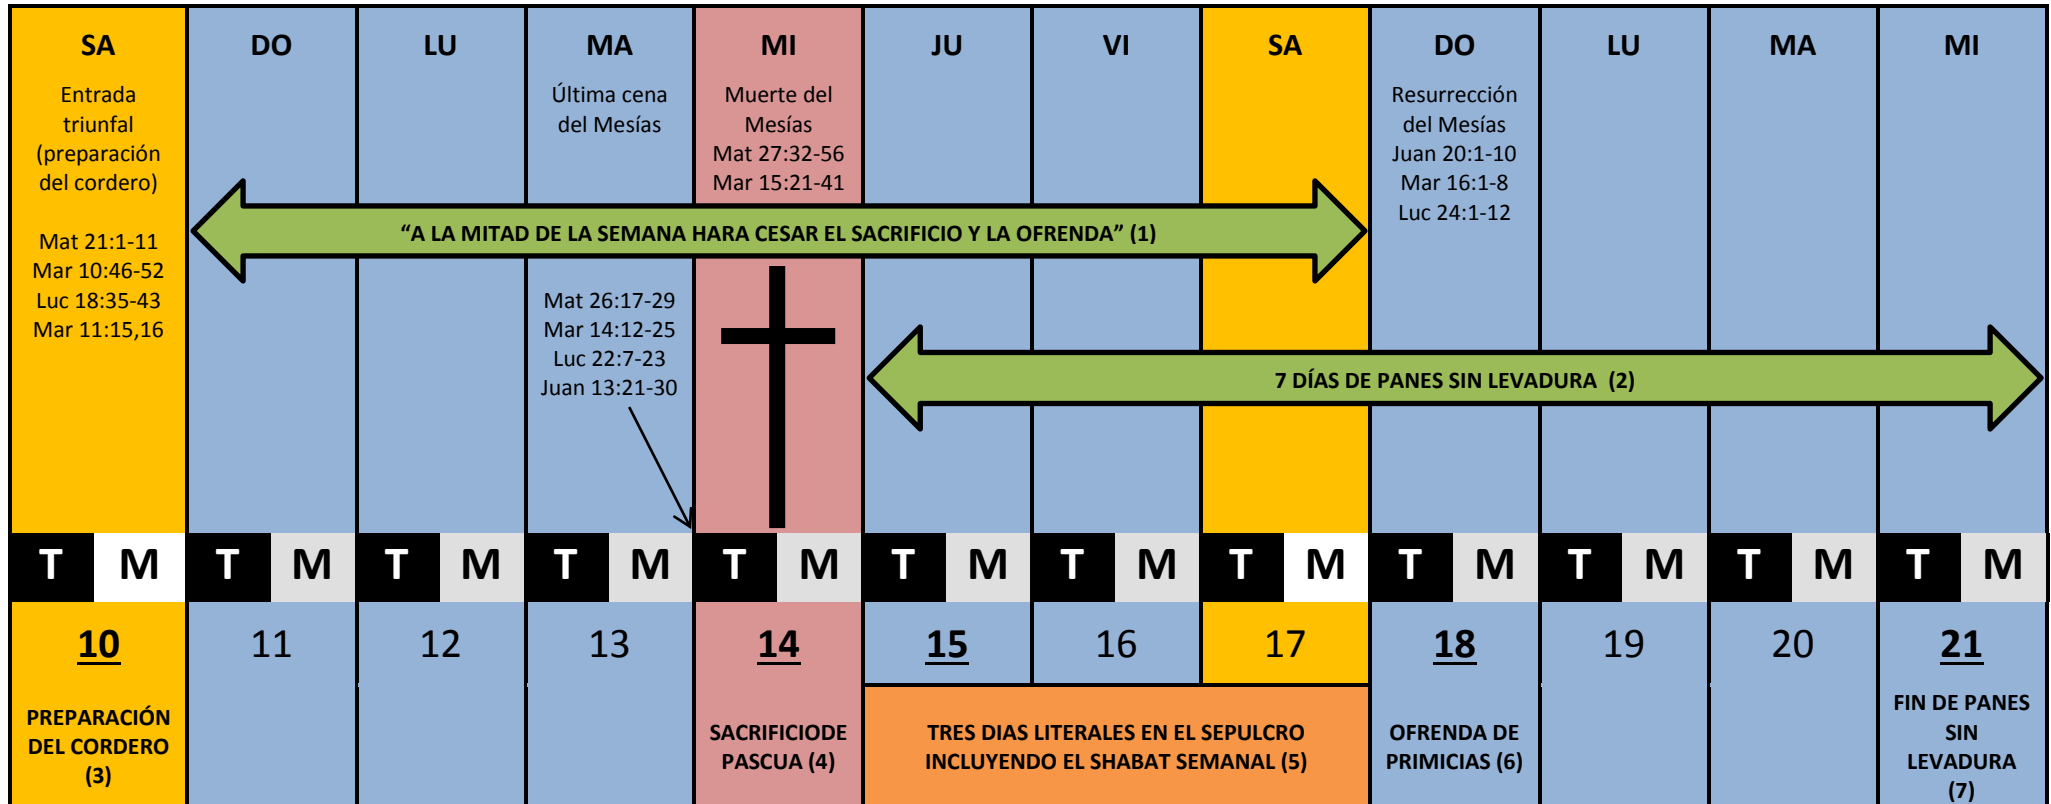 SA DO LU MA MI JU VI SA DO LU MA MI
Entrada
triunfal
(preparación
del cordero)
Mat 21:1-11
Mar 10:46-52
Luc 18:35-43
Mar 11:15,16
Última cena
del Mesías
Mat 26:17-29
Mar 14:12-25
Luc 22:7-23
Juan 13:21-30
Muerte del
Mesías
Mat 27:32-56
Mar 15:21-41
Resurrección
del Mesías
Juan 20:1-10
Mar 16:1-8
Luc 24:1-12
“A LA MITAD DE LA SEMANA HARA CESAR EL SACRIFICIO Y LA OFRENDA” (1)
7 DÍAS DE PANES SIN LEVADURA (2)
T M T M T M T M T M T M T M T M T M T M T M T M
10 11 12 13 14 15 16 17 18 19 20 21
PREPARACIÓN
DEL CORDERO
(3)
SACRIFICIODE
PASCUA (4)
TRES DIAS LITERALES EN EL SEPULCRO
INCLUYENDO EL SHABAT SEMANAL (5)
OFRENDA DE
PRIMICIAS (6)
FIN DE PANES
SIN
LEVADURA
(7)